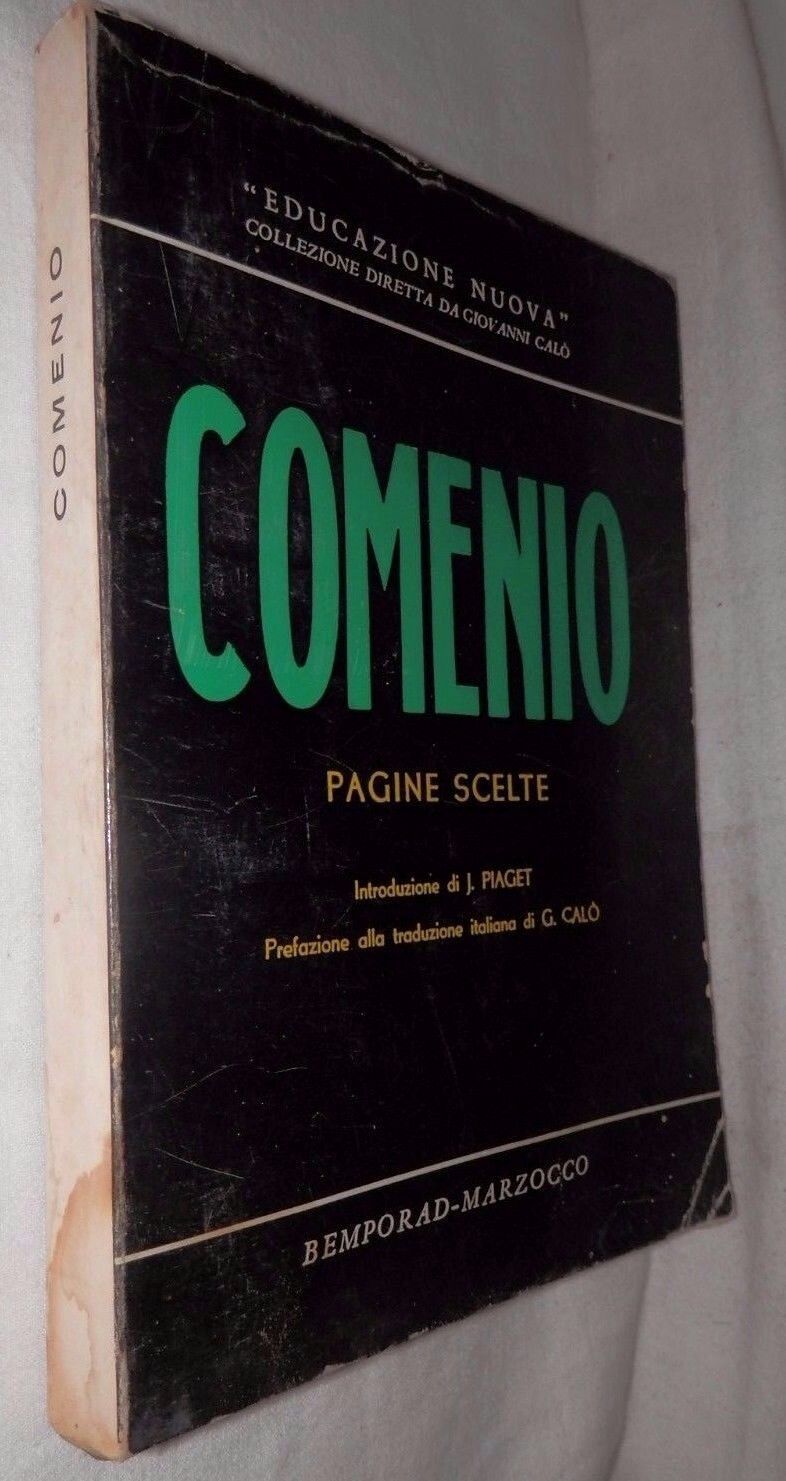 COMENIO
"EDUCAZIONE NUOVA"
COLLEZIONE DIRETTA DA GIOVANNI CALÒ
COMENIO
PAGINE SCELTE
Introduzione di J. PIAGET
Prefazione alla traduzione italiana di G. CALÒ
BEMPORAD-MARZOCCO